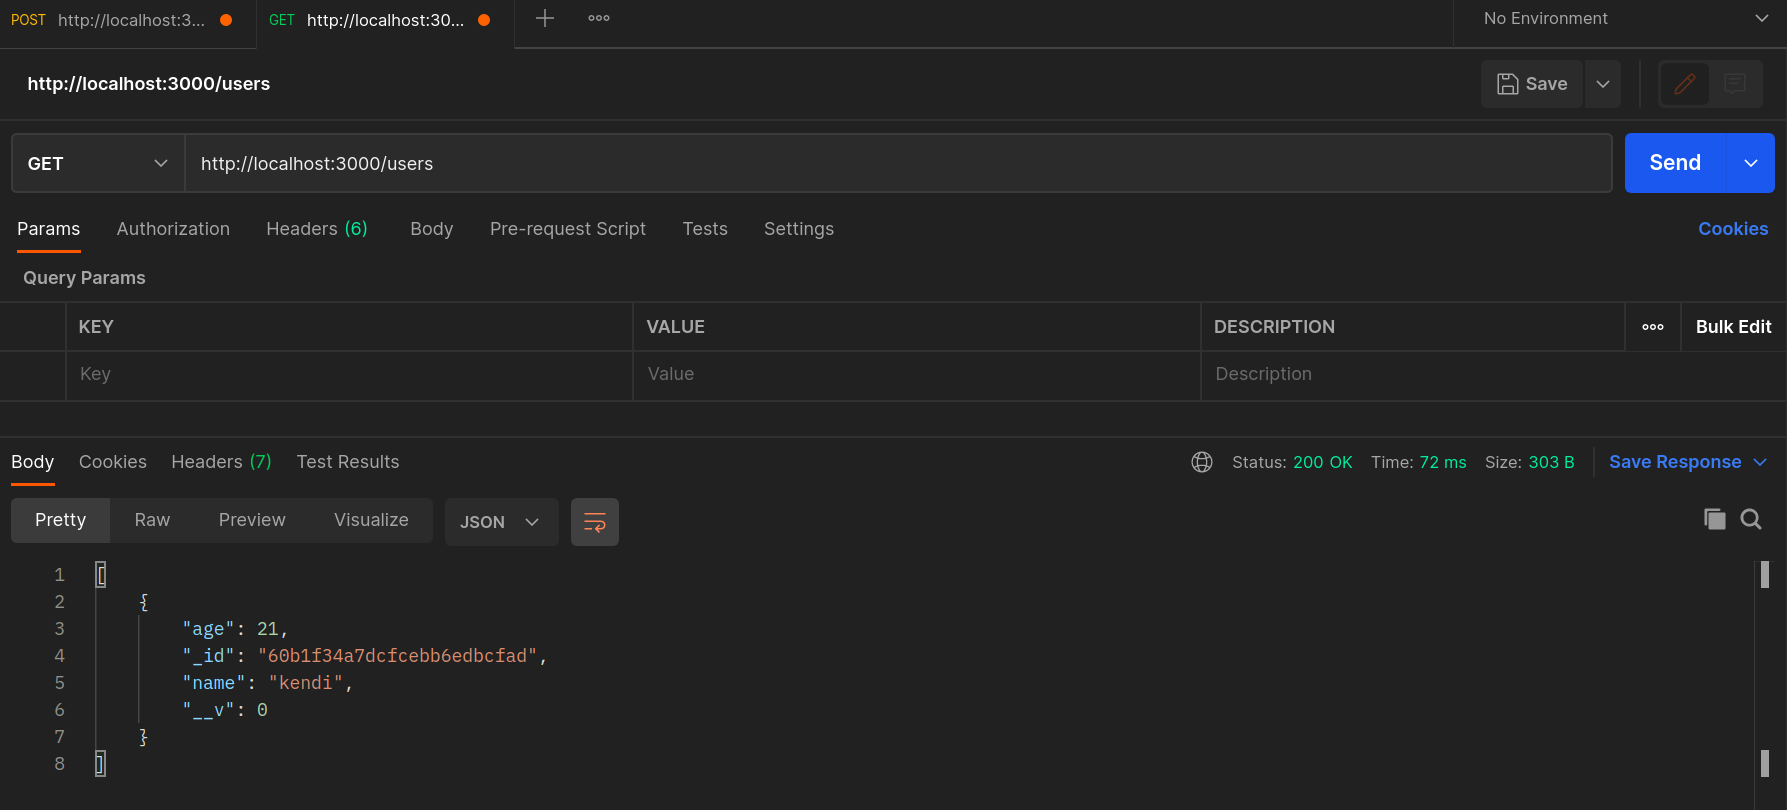 POST http://localhost:3... GET http://localhost:30... No Environment
http://localhost:3000/users Save
GET http://localhost:3000/users Send
Params Authorization Headers (6) Body Pre-request Script Tests Settings Cookies
Query Params
KEY VALUE DESCRIPTION Bulk Edit
Key Value Description
Body Cookies Headers (7) Test Results Status: 200 OK Time: 72 ms Size: 303 B Save Response
Pretty Raw Preview Visualize JSON
1 [
2 {
3 "age": 21,
4 "_id": "60b1f34a7dcfcebb6edbcfad",
5 "name": "kendi",
6 "__v": 0
7 }
8 ]